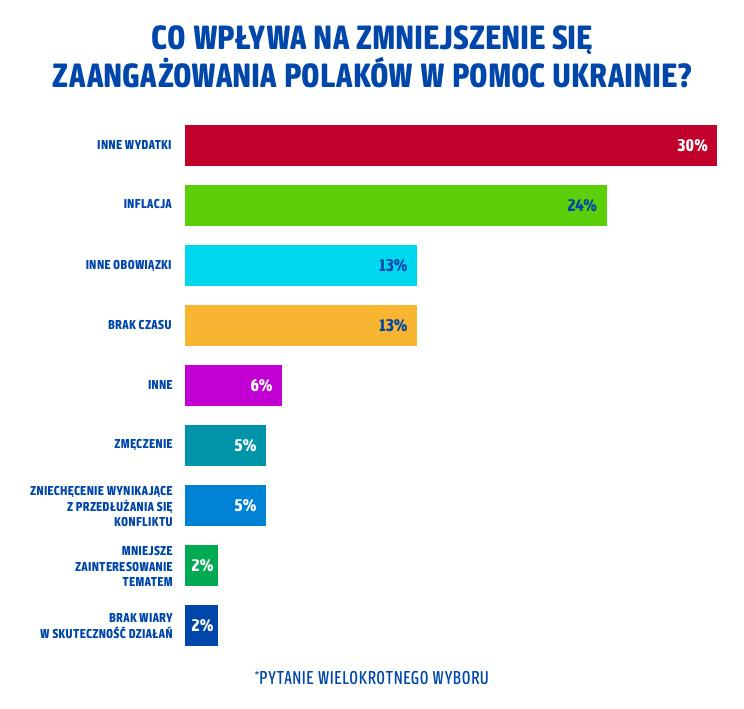 CO WPŁYWA NA ZMNIEJSZENIE SIĘ
ZAANGAŻOWANIA POLAKÓW W POMOC UKRAINIE?
INNE WYDATKI
30%
INFLACJA
24%
INNE OBOWIĄZKI
13%
BRAK CZASU
13%
INNE
6%
ZMĘCZENIE
5%
ZNIECHĘCENIE WYNIKAJĄCE
Z PRZEDŁUŻANIA SIĘ
KONFLIKTU
5%
MNIEJSZE
ZAINTERESOWANIE
TEMATEM
2%
BRAK WIARY
W SKUTECZNOŚĆ DZIAŁAŃ
2%
*PYTANIE WIELOKROTNEGO WYBORU